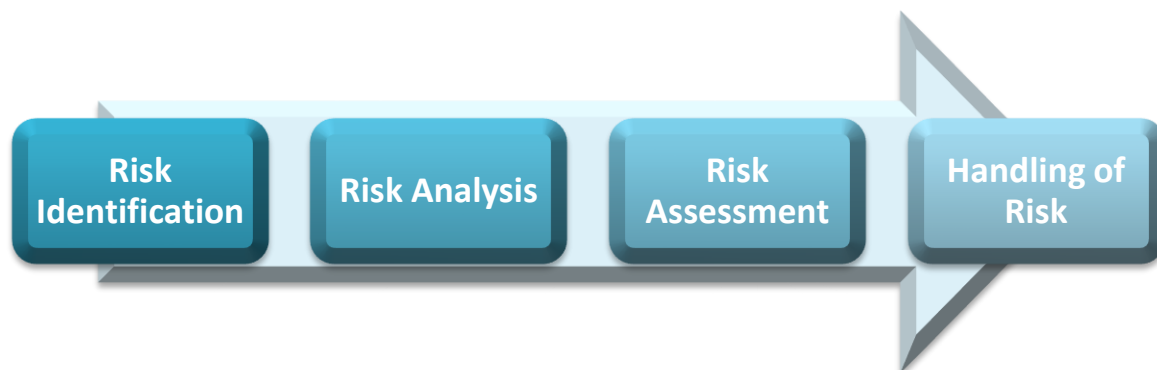 Risk
Identification
Risk Analysis
Risk
Assessment
Handling of
Risk